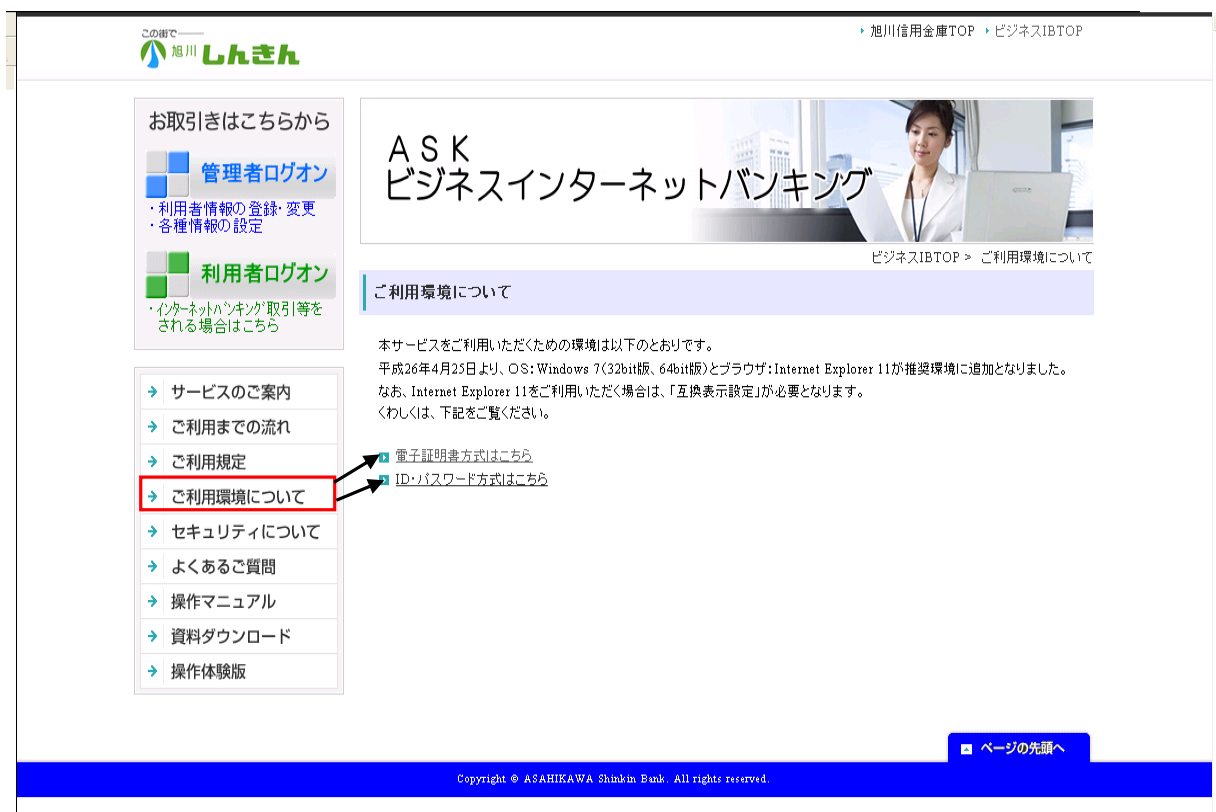 この街で
旭川 しんきん
旭川信用金庫TOP ビジネスIBTOP
お取引きはこちらから
管理者ログオン
・利用者情報の登録・変更
・各種情報の設定
利用者ログオン
・インターネットバンキング取引等を
される場合はこちら
サービスのご案内
ご利用までの流れ
ご利用規定
ご利用環境について
セキュリティについて
よくあるご質問
操作マニュアル
資料ダウンロード
操作体験版
ASK
ビジネスインターネットバンキング
ビジネスIBTOP > ご利用環境について
ご利用環境について
本サービスをご利用いただくための環境は以下のとおりです。
平成26年4月25日より、OS：Windows 7（32bit版、64bit版）とブラウザ：Internet Explorer 11が推奨環境に追加となりました。
なお、Internet Explorer 11をご利用いただく場合は、「互換表示設定」が必要となります。
くわしくは、下記をご覧ください。
電子証明書方式はこちら
ID・パスワード方式はこちら
ページの先頭へ
Copyright © ASAHIKAWA Shinkin Bank. All rights reserved.